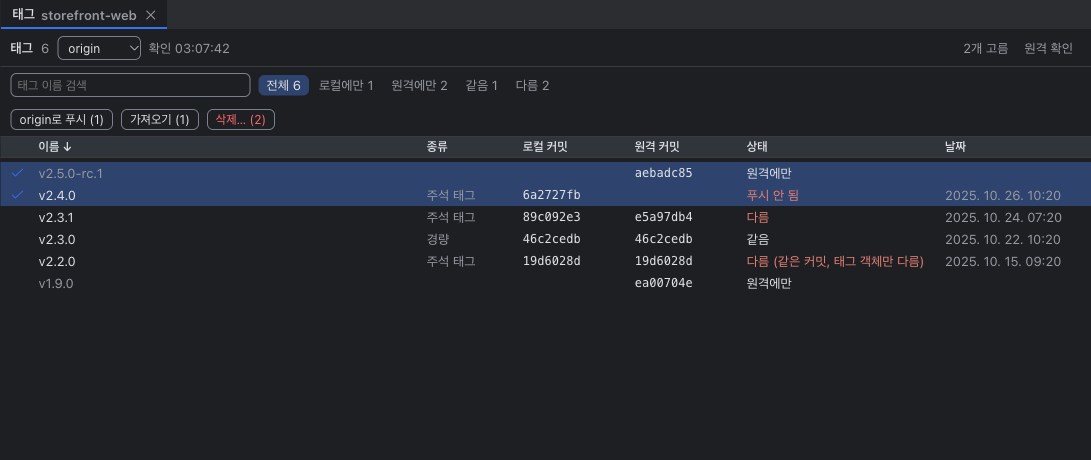 태그 storefront-web
태그 6 origin 확인 03:07:42 2개 고름 원격 확인
태그 이름 검색 전체 6 로컬에만 1 원격에만 2 같음 1 다름 2
origin로 푸시 (1) 가져오기 (1) 삭제... (2)
이름 ↓ 종류 로컬 커밋 원격 커밋 상태 날짜
v2.5.0-rc.1 aebadc85 원격에만
v2.4.0 주석 태그 6a2727fb 푸시 안 됨 2025. 10. 26. 10:20
v2.3.1 주석 태그 89c092e3 e5a97db4 다름 2025. 10. 24. 07:20
v2.3.0 경량 46c2cedb 46c2cedb 같음 2025. 10. 22. 10:20
v2.2.0 주석 태그 19d6028d 19d6028d 다름 (같은 커밋, 태그 객체만 다름) 2025. 10. 15. 09:20
v1.9.0 ea00704e 원격에만